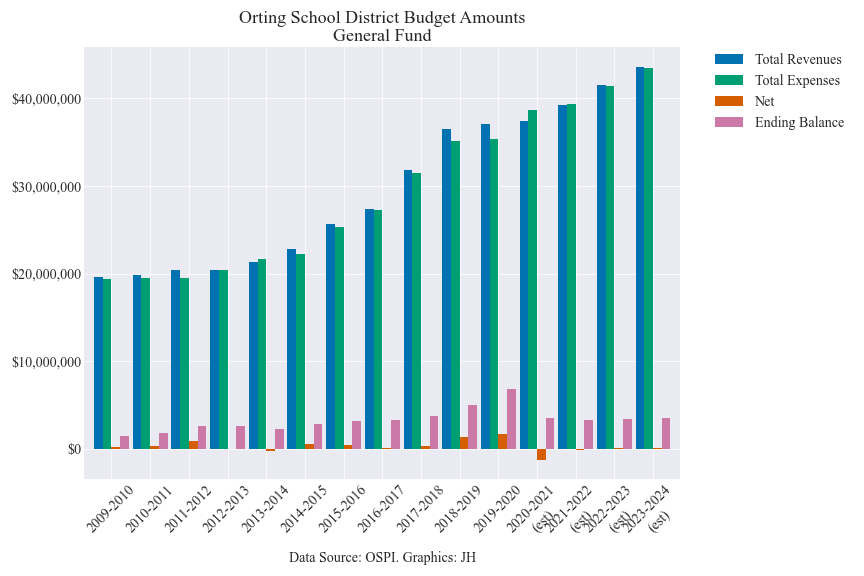 Orting School District Budget Amounts
General Fund
Total Revenues
Total Expenses
Net
Ending Balance
$40,000,000
$30,000,000
$20,000,000
$10,000,000
$0
2009-2010
2010-2011
2011-2012
2012-2013
2013-2014
2014-2015
2015-2016
2016-2017
2017-2018
2018-2019
2019-2020
2020-2021
(est)
2021-2022
(est)
2022-2023
(est)
2023-2024
(est)
Data Source: OSPI. Graphics: JH